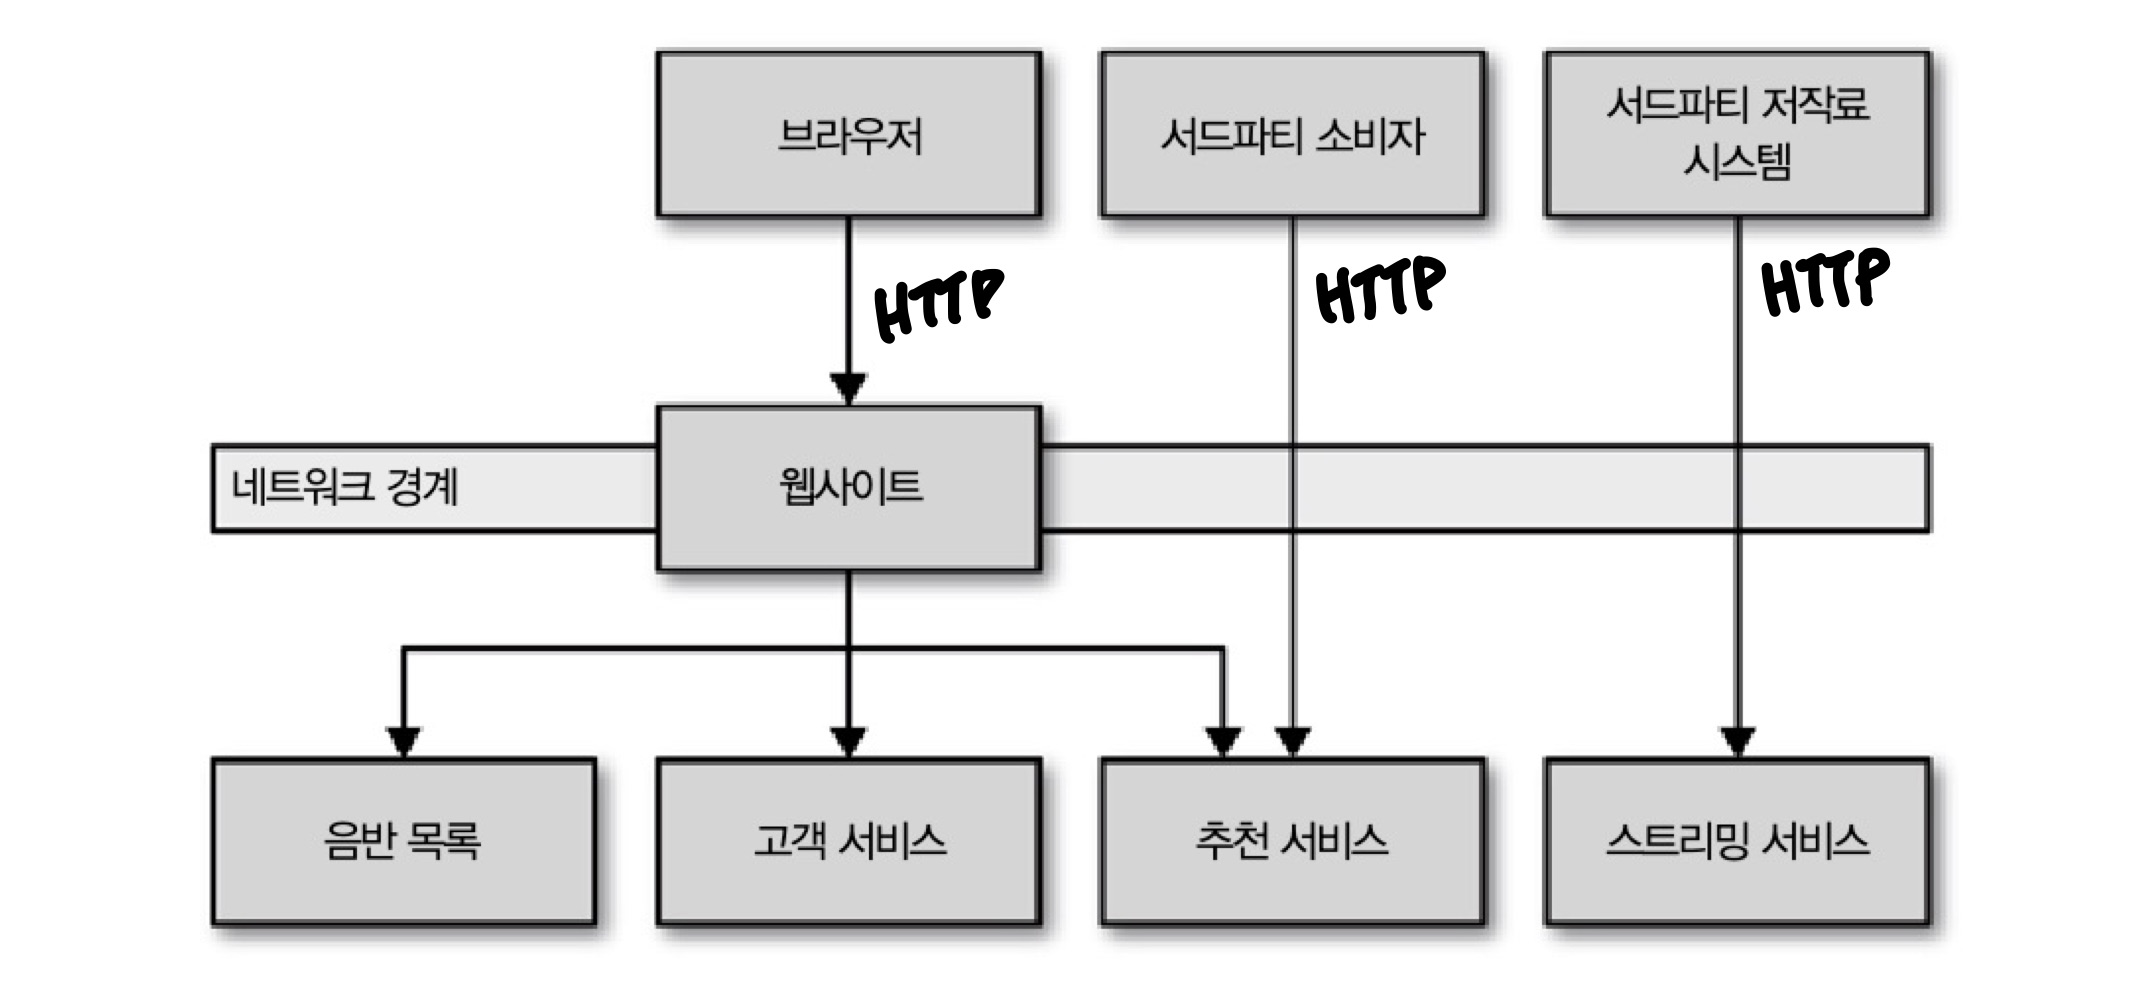 브라우저
서드파티 소비자
서드파티 저작료
시스템
HTTP
HTTP
HTTP
네트워크 경계
웹사이트
음반 목록
고객 서비스
추천 서비스
스트리밍 서비스